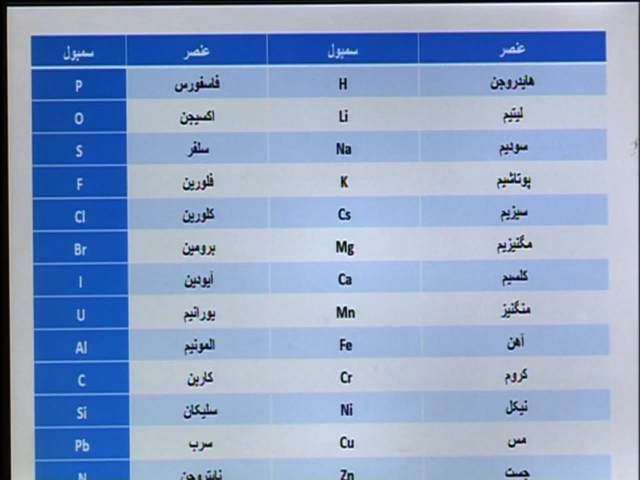 عنصر سمبول عنصر سمبول
هایدروجن H فاسفورس P
لیتیم Li اکسیجن O
سودیم Na سلفر S
پوتاشیم K فلورین F
سیزیم Cs کلورین Cl
مگنیزیم Mg برومین Br
کلسیم Ca آیودین I
منگنیز Mn یورانیم U
آهن Fe المونیم Al
کروم Cr کاربن C
نیکل Ni سلیکان Si
مس Cu سرب Pb
جست Zn نایتروجن N